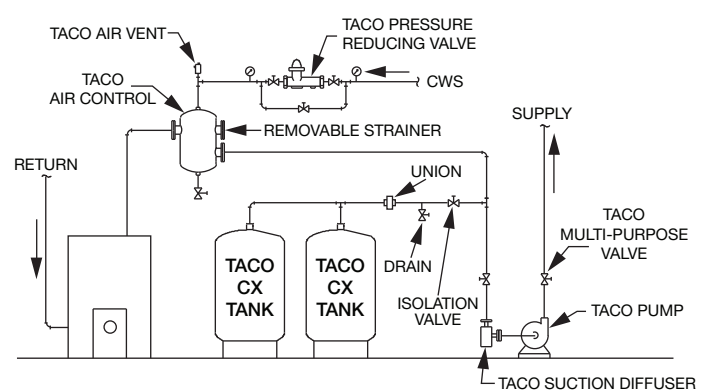 TACO AIR VENT
TACO PRESSURE
REDUCING VALVE
TACO
AIR CONTROL
CWS
SUPPLY
REMOVABLE STRAINER
RETURN
UNION
TACO
MULTI-PURPOSE
VALVE
TACO
CX
TANK
TACO
CX
TANK
DRAIN
ISOLATION
VALVE
TACO PUMP
TACO SUCTION DIFFUSER